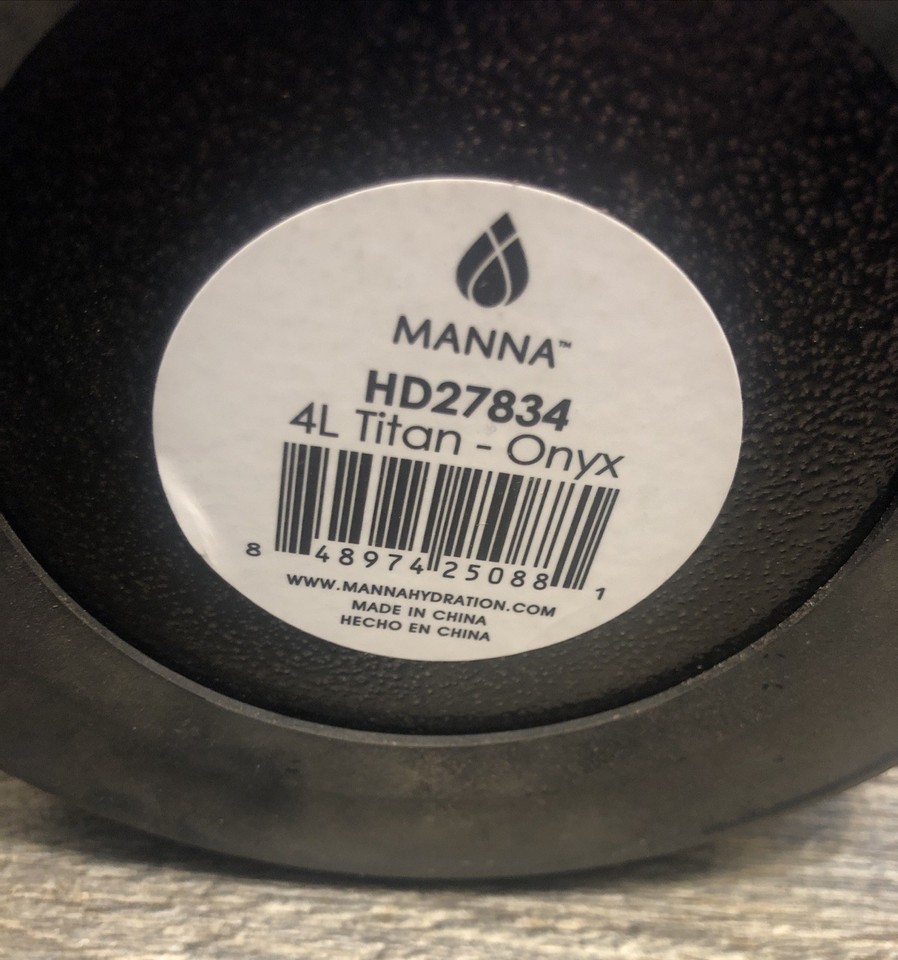 MANNA™
HD27834
4L Titan - Onyx
8 48974 25088 1
WWW.MANNAHYDRATION.COM
MADE IN CHINA
HECHO EN CHINA